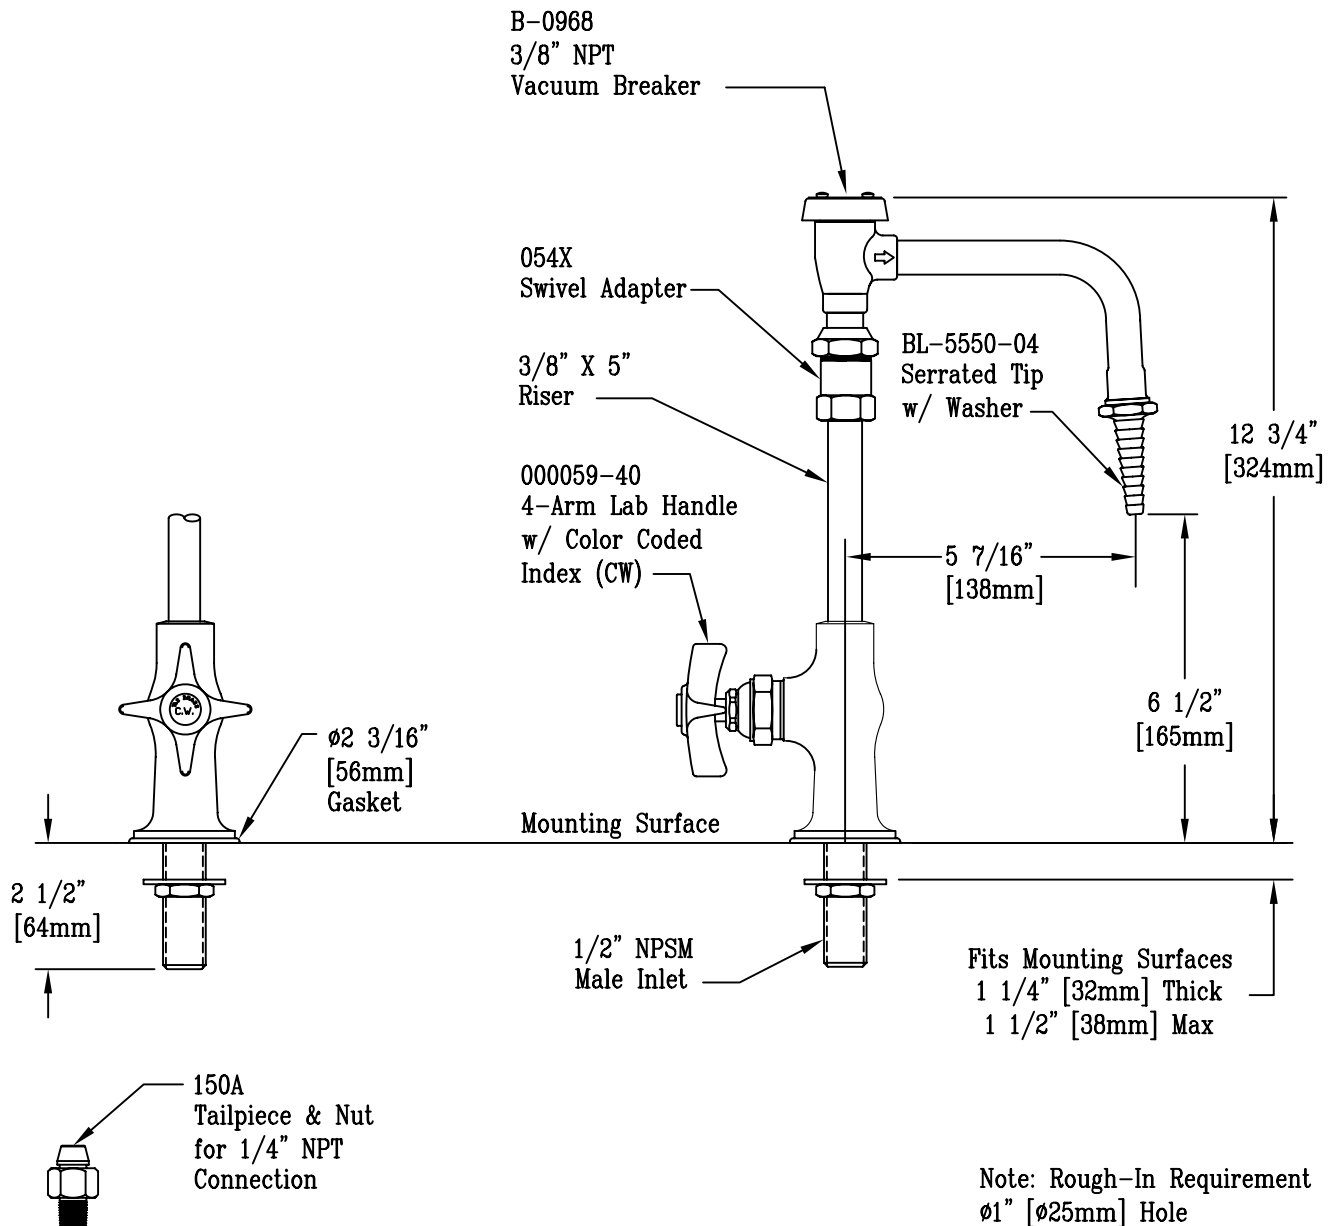 B-0968
3/8" NPT
Vacuum Breaker
054X
Swivel Adapter
3/8" X 5"
Riser
BL-5550-04
Serrated Tip
w/ Washer
12 3/4"
[324mm]
000059-40
4-Arm Lab Handle
w/ Color Coded
Index (CW)
5 7/16"
[138mm]
6 1/2"
[165mm]
C.W.
ø2 3/16"
[56mm]
Gasket
Mounting Surface
2 1/2"
[64mm]
1/2" NPSM
Male Inlet
Fits Mounting Surfaces
1 1/4" [32mm] Thick
1 1/2" [38mm] Max
150A
Tailpiece & Nut
for 1/4" NPT
Connection
Note: Rough-In Requirement
ø1" [ø25mm] Hole